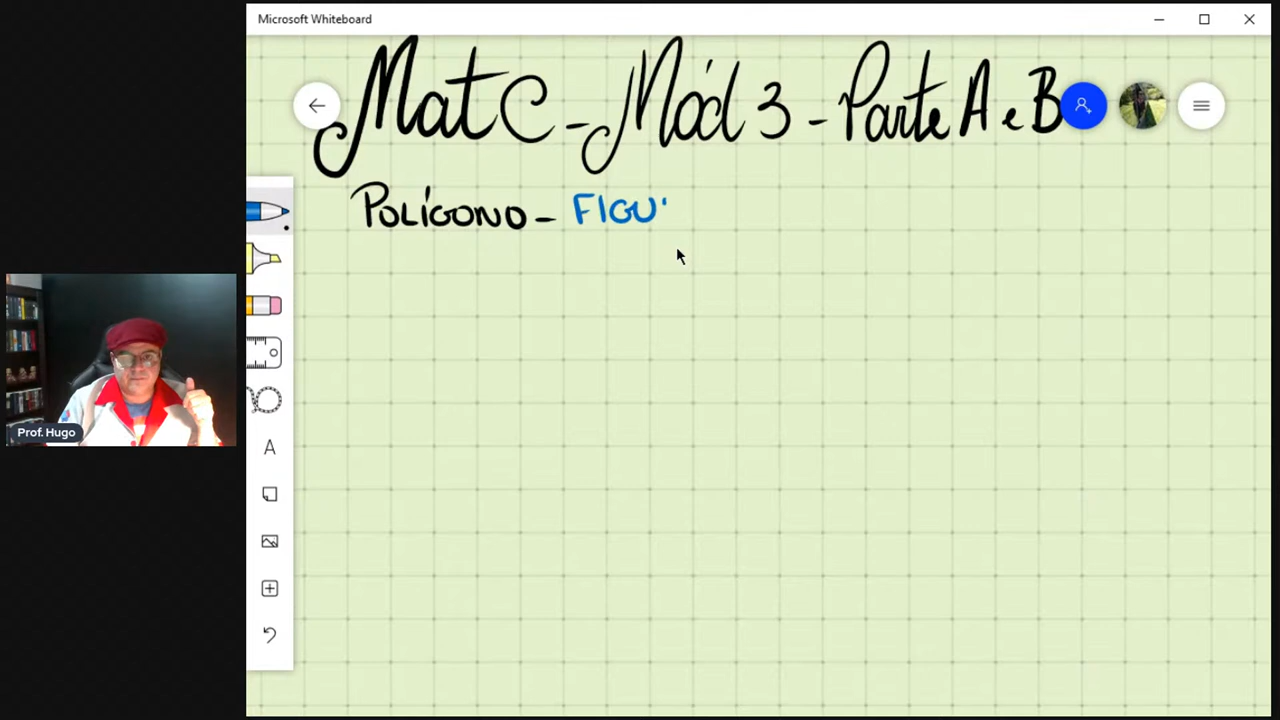 Microsoft Whiteboard
Mat C - Mód 3 - Parte A e B
POLÍGONO - FIGU
A
Prof. Hugo